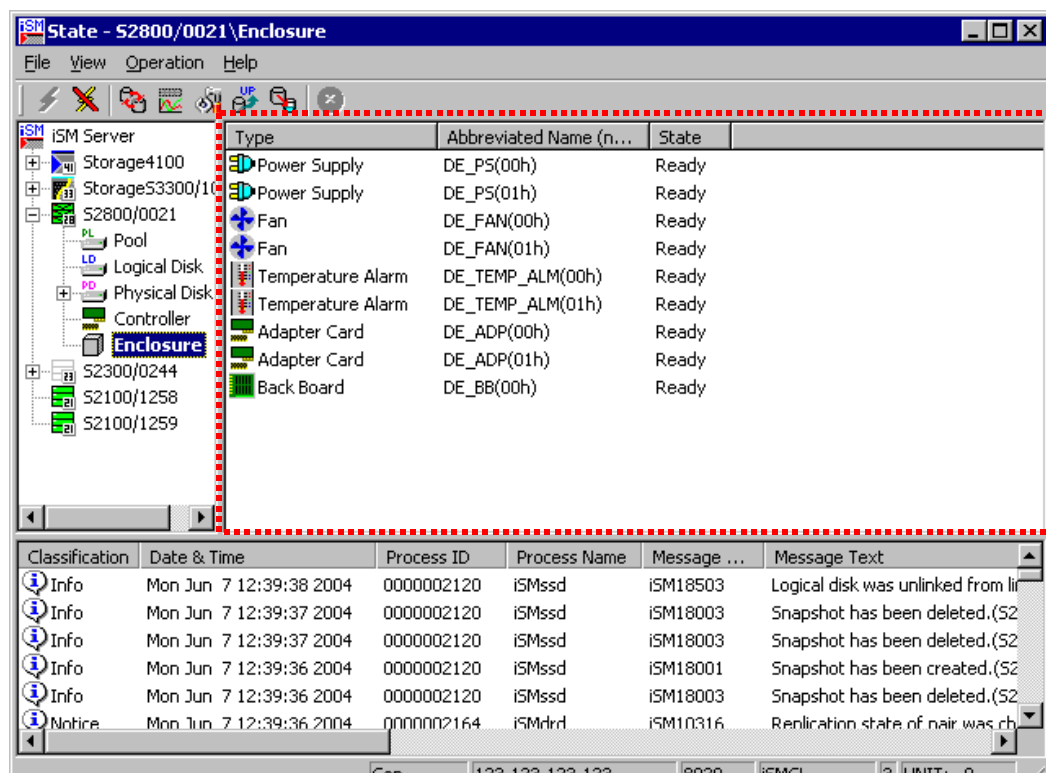 iSM State - S2800/0021\Enclosure
File View Operation Help
UP
iSM iSM Server
Storage4100
StorageS3300/10
S2800/0021
PL Pool
LD Logical Disk
PD Physical Disk
Controller
Enclosure
S2300/0244
S2100/1258
S2100/1259
Type Abbreviated Name (n... State
Power Supply DE_PS(00h) Ready
Power Supply DE_PS(01h) Ready
Fan DE_FAN(00h) Ready
Fan DE_FAN(01h) Ready
Temperature Alarm DE_TEMP_ALM(00h) Ready
Temperature Alarm DE_TEMP_ALM(01h) Ready
Adapter Card DE_ADP(00h) Ready
Adapter Card DE_ADP(01h) Ready
Back Board DE_BB(00h) Ready
Classification Date & Time Process ID Process Name Message ... Message Text
Info Mon Jun 7 12:39:38 2004 0000002120 iSMssd iSM18503 Logical disk was unlinked from
Info Mon Jun 7 12:39:37 2004 0000002120 iSMssd iSM18003 Snapshot has been deleted.(S2
Info Mon Jun 7 12:39:37 2004 0000002120 iSMssd iSM18003 Snapshot has been deleted.(S2
Info Mon Jun 7 12:39:36 2004 0000002120 iSMssd iSM18001 Snapshot has been created.(S2
Info Mon Jun 7 12:39:36 2004 0000002120 iSMssd iSM18003 Snapshot has been deleted.(S2
Notice Mon Jun 7 12:39:36 2004 0000002164 iSMdrd iSM10316 Replication state of pair was ch